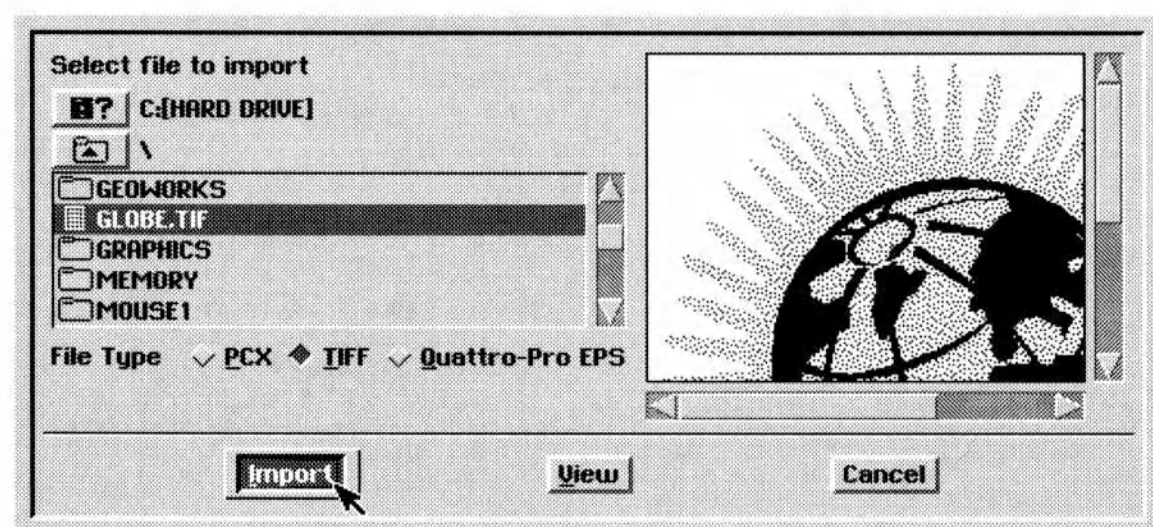 Select file to import
? C:[HARD DRIVE]
\
GEOWORKS
GLOBE.TIF
GRAPHICS
MEMORY
MOUSE1
File Type PCX TIFF Quattro-Pro EPS
Import View Cancel